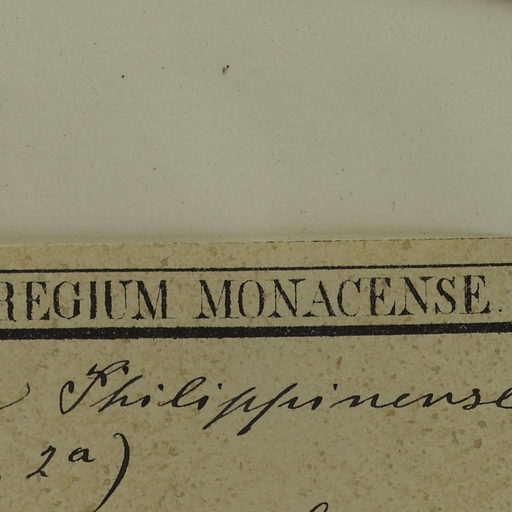 REGIUM MONACENSE.
Philippinense
2a)